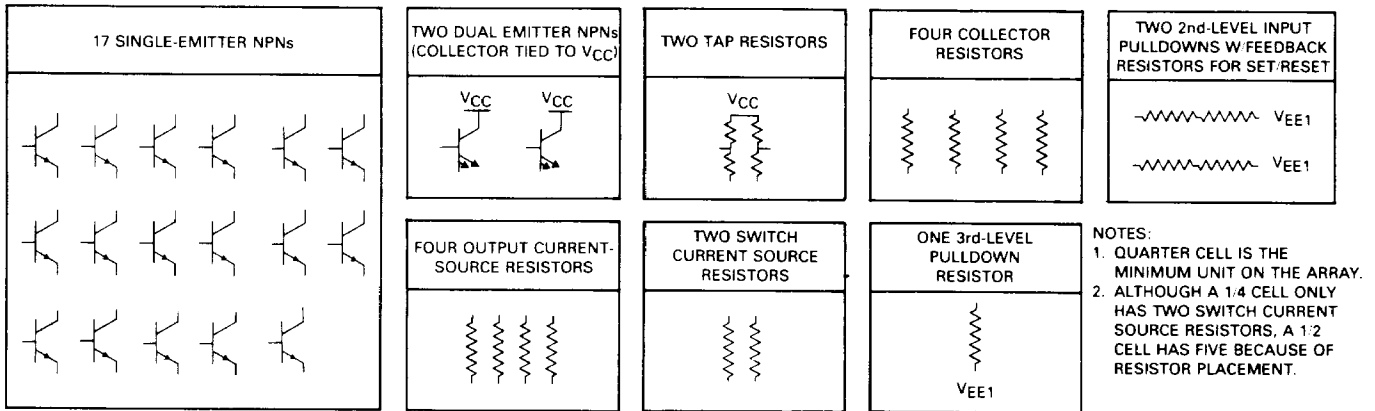 17 SINGLE-EMITTER NPNs
TWO DUAL EMITTER NPNs
(COLLECTOR TIED TO VCC)
VCC VCC
TWO TAP RESISTORS
VCC
FOUR COLLECTOR
RESISTORS
TWO 2nd-LEVEL INPUT
PULLDOWNS W/FEEDBACK
RESISTORS FOR SET/RESET
VEE1
VEE1
FOUR OUTPUT CURRENT-
SOURCE RESISTORS
TWO SWITCH
CURRENT SOURCE
RESISTORS
ONE 3rd-LEVEL
PULLDOWN
RESISTOR
VEE1
NOTES:
1. QUARTER CELL IS THE
MINIMUM UNIT ON THE ARRAY.
2. ALTHOUGH A 1/4 CELL ONLY
HAS TWO SWITCH CURRENT
SOURCE RESISTORS, A 1/2
CELL HAS FIVE BECAUSE OF
RESISTOR PLACEMENT.